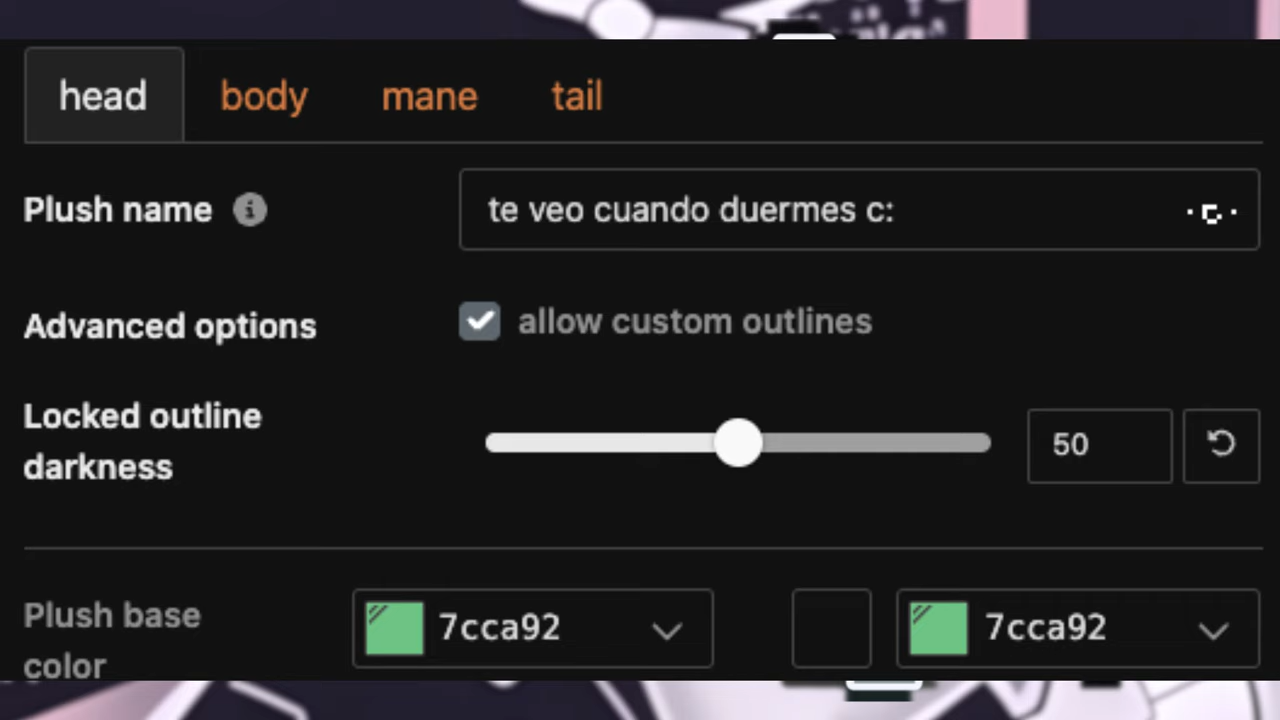 head body mane tail
Plush name te veo cuando duermes c:
Advanced options allow custom outlines
Locked outline
darkness
50
Plush base
color
7cca92 7cca92